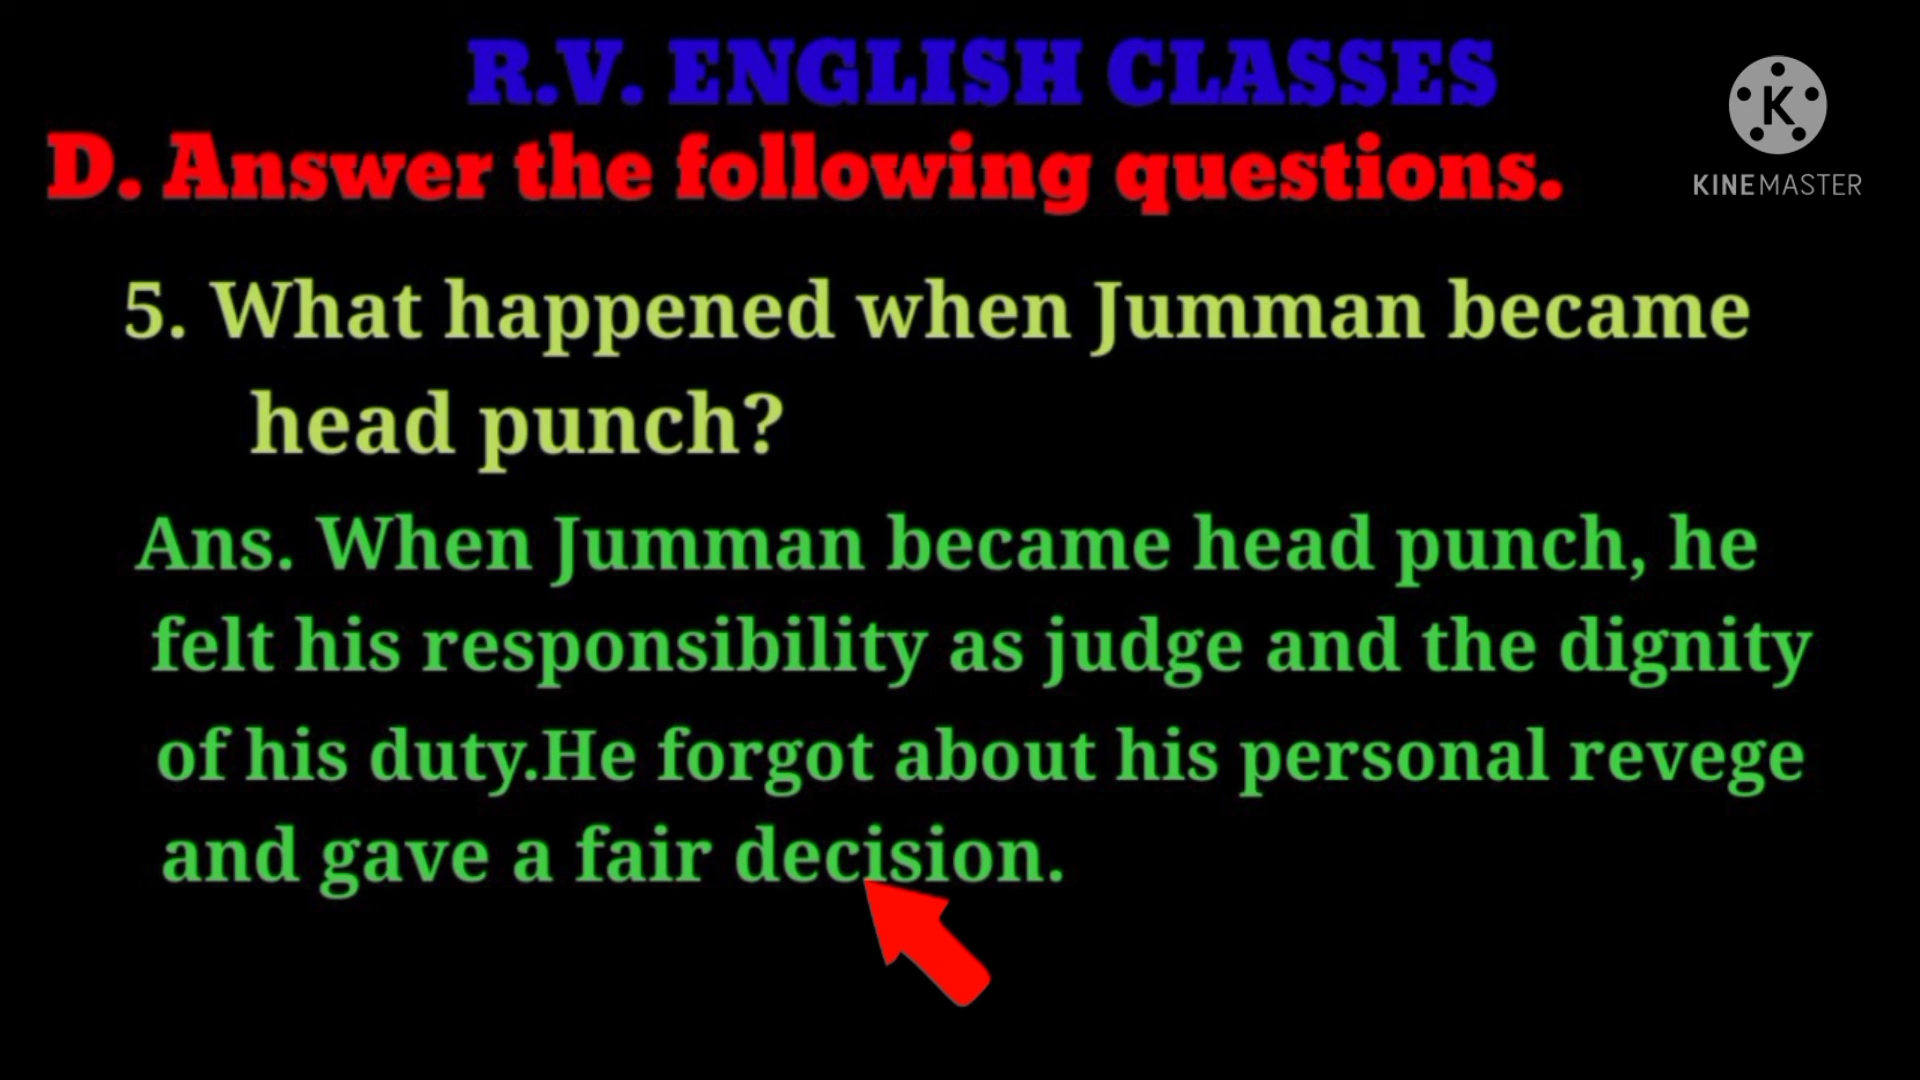 R.V. ENGLISH CLASSES
D. Answer the following questions.
K
KINEMASTER
5. What happened when Jumman became
head punch?
Ans. When Jumman became head punch, he
felt his responsibility as judge and the dignity
of his duty.He forgot about his personal revege
and gave a fair decision.